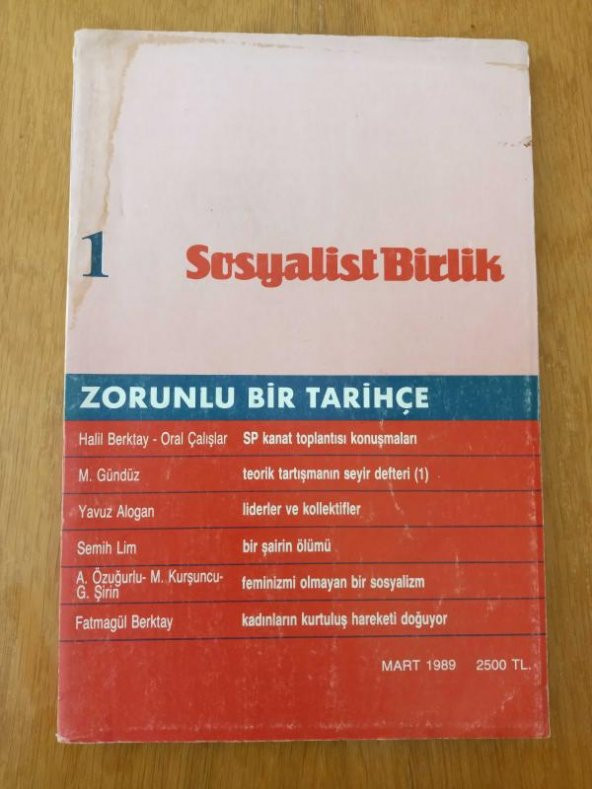 1
Sosyalist Birlik
ZORUNLU BİR TARİHÇE
Halil Berktay - Oral Çalışlar SP kanat toplantısı konuşmaları
M. Gündüz teorik tartışmanın seyir defteri (1)
Yavuz Alogan liderler ve kollektifler
Semih Lim bir şairin ölümü
A. Özuğurlu- M. Kurşuncu-
G. Şirin feminizmi olmayan bir sosyalizm
Fatmagül Berktay kadınların kurtuluş hareketi doğuyor
MART 1989 2500 TL.